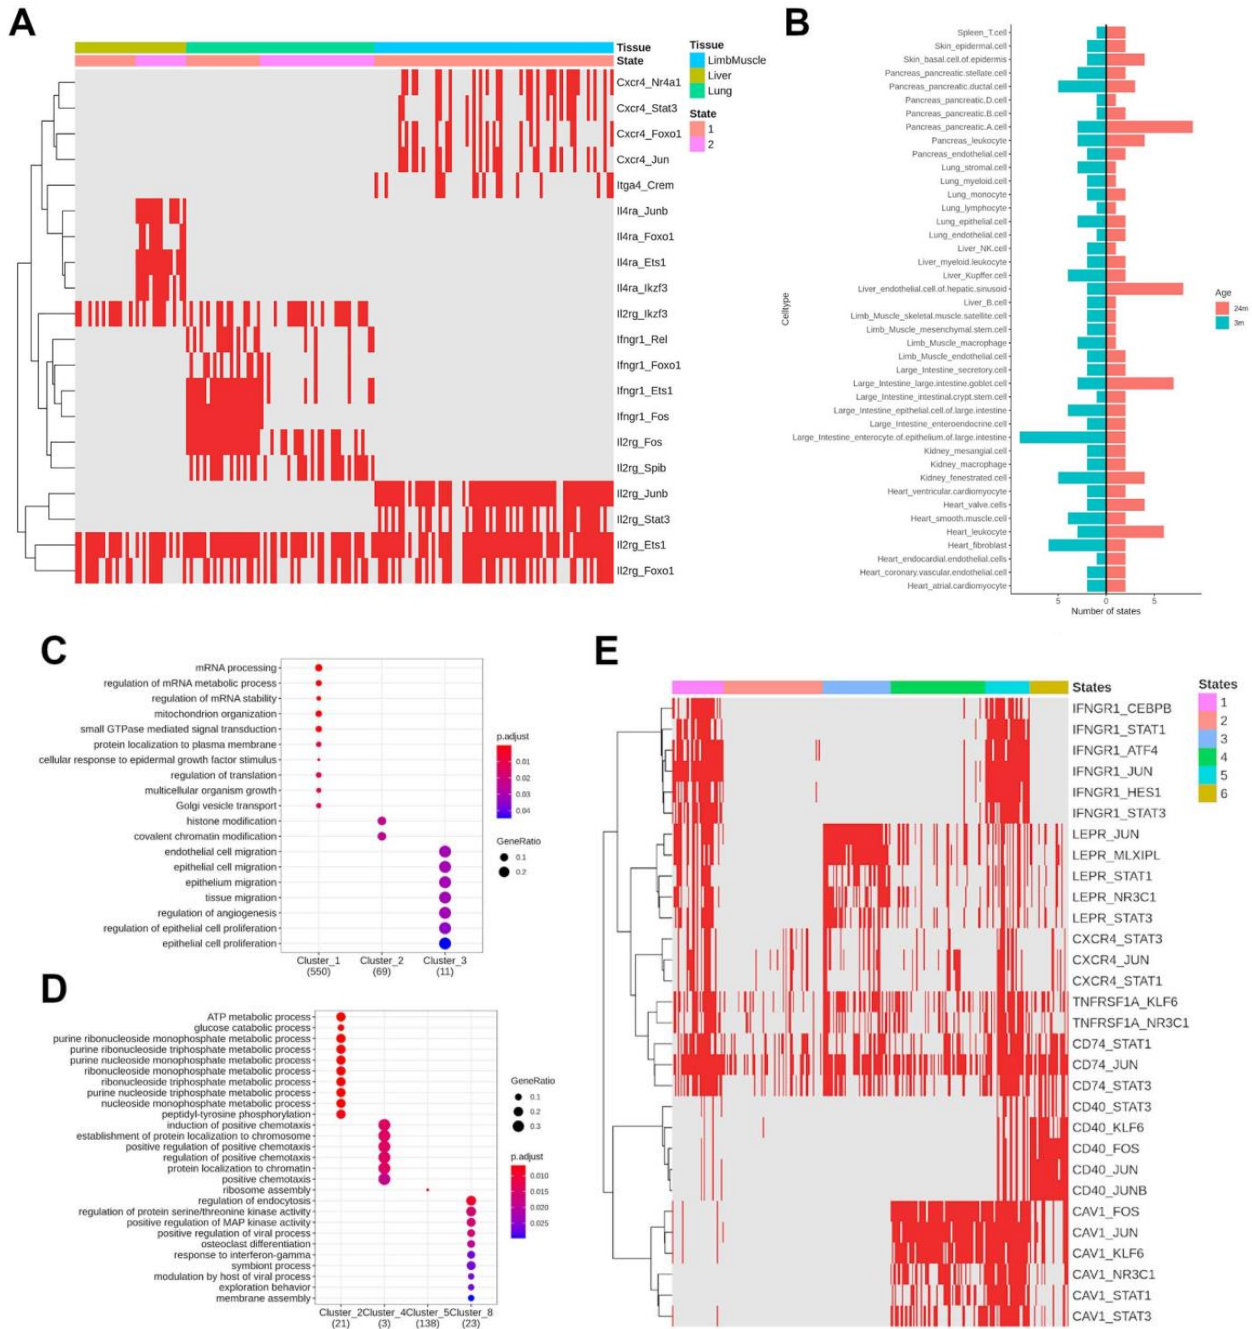 A
Tissue
State
Cxcr4_Nr4a1
Cxcr4_Stat3
Cxcr4_Foxo1
Cxcr4_Jun
Itga4_Crem
Il4ra_Junb
Il4ra_Foxo1
Il4ra_Ets1
Il4ra_Ikzf3
Il2rg_Ikzf3
Ifngr1_Rel
Ifngr1_Foxo1
Ifngr1_Ets1
Ifngr1_Fos
Il2rg_Fos
Il2rg_Spib
Il2rg_Junb
Il2rg_Stat3
Il2rg_Ets1
Il2rg_Foxo1
Tissue
LimbMuscle
Liver
Lung
State
1
2
B
Celltype
Spleen_T.cell
Skin_epidermal.cell
Skin_basal.cell.of.epidermis
Pancreas_pancreatic.stellate.cell
Pancreas_pancreatic.ductal.cell
Pancreas_pancreatic.D.cell
Pancreas_pancreatic.B.cell
Pancreas_pancreatic.A.cell
Pancreas_leukocyte
Pancreas_endothelial.cell
Lung_stromal.cell
Lung_myeloid.cell
Lung_monocyte
Lung_lymphocyte
Lung_epithelial.cell
Lung_endothelial.cell
Liver_NK.cell
Liver_myeloid.leukocyte
Liver_Kupffer.cell
Liver_endothelial.cell.of.hepatic.sinusoid
Liver_B.cell
Limb_Muscle_skeletal.muscle.satellite.cell
Limb_Muscle_mesenchymal.stem.cell
Limb_Muscle_macrophage
Limb_Muscle_endothelial.cell
Large_Intestine_secretory.cell
Large_Intestine_large.intestine.goblet.cell
Large_Intestine_intestinal.crypt.stem.cell
Large_Intestine_epithelial.cell.of.large.intestine
Large_Intestine_enteroendocrine.cell
Large_Intestine_enterocyte.of.epithelium.of.large.intestine
Kidney_mesangial.cell
Kidney_macrophage
Kidney_fenestrated.cell
Heart_ventricular.cardiomyocyte
Heart_valve.cells
Heart_smooth.muscle.cell
Heart_leukocyte
Heart_fibroblast
Heart_endocardial.endothelial.cells
Heart_coronary.vascular.endothelial.cell
Heart_atrial.cardiomyocyte
5 0 5
Number of states
Age
24m
3m
C
mRNA processing
regulation of mRNA metabolic process
regulation of mRNA stability
mitochondrion organization
small GTPase mediated signal transduction
protein localization to plasma membrane
cellular response to epidermal growth factor stimulus
regulation of translation
multicellular organism growth
Golgi vesicle transport
histone modification
covalent chromatin modification
endothelial cell migration
epithelial cell migration
epithelium migration
tissue migration
regulation of angiogenesis
regulation of epithelial cell proliferation
epithelial cell proliferation
Cluster_1 Cluster_2 Cluster_3
(550) (69) (11)
p.adjust
0.01
0.02
0.03
0.04
GeneRatio
0.1
0.2
D
ATP metabolic process
glucose catabolic process
purine ribonucleoside monophosphate metabolic process
purine ribonucleoside triphosphate metabolic process
purine nucleoside monophosphate metabolic process
ribonucleoside monophosphate metabolic process
ribonucleoside triphosphate metabolic process
purine nucleoside triphosphate metabolic process
nucleoside monophosphate metabolic process
peptidyl-tyrosine phosphorylation
induction of positive chemotaxis
establishment of protein localization to chromosome
positive regulation of positive chemotaxis
regulation of positive chemotaxis
protein localization to chromatin
positive chemotaxis
ribosome assembly
regulation of endocytosis
regulation of protein serine/threonine kinase activity
positive regulation of MAP kinase activity
positive regulation of viral process
osteoclast differentiation
response to interferon-gamma
symbiont process
modulation by host of viral process
exploration behavior
membrane assembly
Cluster_2 Cluster_4 Cluster_5 Cluster_8
(21) (3) (138) (23)
GeneRatio
0.1
0.2
0.3
p.adjust
0.010
0.015
0.020
0.025
E
States
IFNGR1_CEBPB
IFNGR1_STAT1
IFNGR1_ATF4
IFNGR1_JUN
IFNGR1_HES1
IFNGR1_STAT3
LEPR_JUN
LEPR_MLXIPL
LEPR_STAT1
LEPR_NR3C1
LEPR_STAT3
CXCR4_STAT3
CXCR4_JUN
CXCR4_STAT1
TNFRSF1A_KLF6
TNFRSF1A_NR3C1
CD74_STAT1
CD74_JUN
CD74_STAT3
CD40_STAT3
CD40_KLF6
CD40_FOS
CD40_JUN
CD40_JUNB
CAV1_FOS
CAV1_JUN
CAV1_KLF6
CAV1_NR3C1
CAV1_STAT1
CAV1_STAT3
States
1
2
3
4
5
6